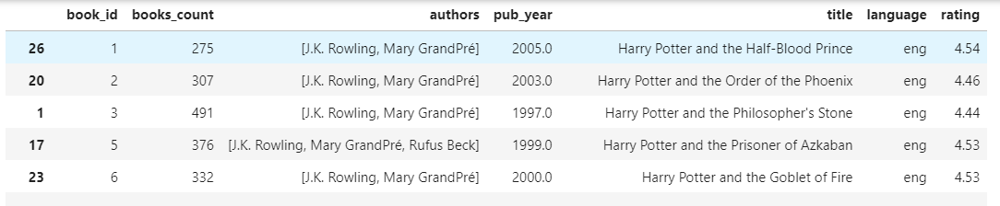 book_id books_count authors pub_year title language rating
26 1 275 [J.K. Rowling, Mary GrandPré] 2005.0 Harry Potter and the Half-Blood Prince eng 4.54
20 2 307 [J.K. Rowling, Mary GrandPré] 2003.0 Harry Potter and the Order of the Phoenix eng 4.46
1 3 491 [J.K. Rowling, Mary GrandPré] 1997.0 Harry Potter and the Philosopher's Stone eng 4.44
17 5 376 [J.K. Rowling, Mary GrandPré, Rufus Beck] 1999.0 Harry Potter and the Prisoner of Azkaban eng 4.53
23 6 332 [J.K. Rowling, Mary GrandPré] 2000.0 Harry Potter and the Goblet of Fire eng 4.53